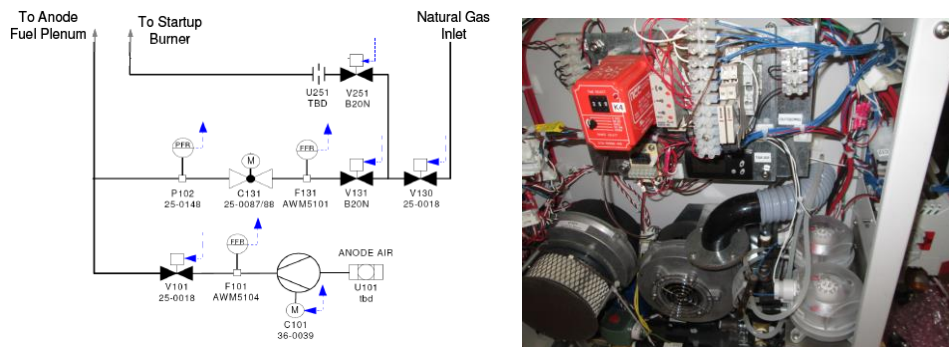 To Anode
Fuel Plenum
To Startup
Burner
Natural Gas
Inlet
U251
TBD
V251
B20N
PFR
M
FFR
P102
25-0148
C131
25-0087/88
F131
AWM5101
V131
B20N
V130
25-0018
FFR
ANODE AIR
V101
25-0018
F101
AWM5104
M
U101
tbd
C101
36-0039
K4